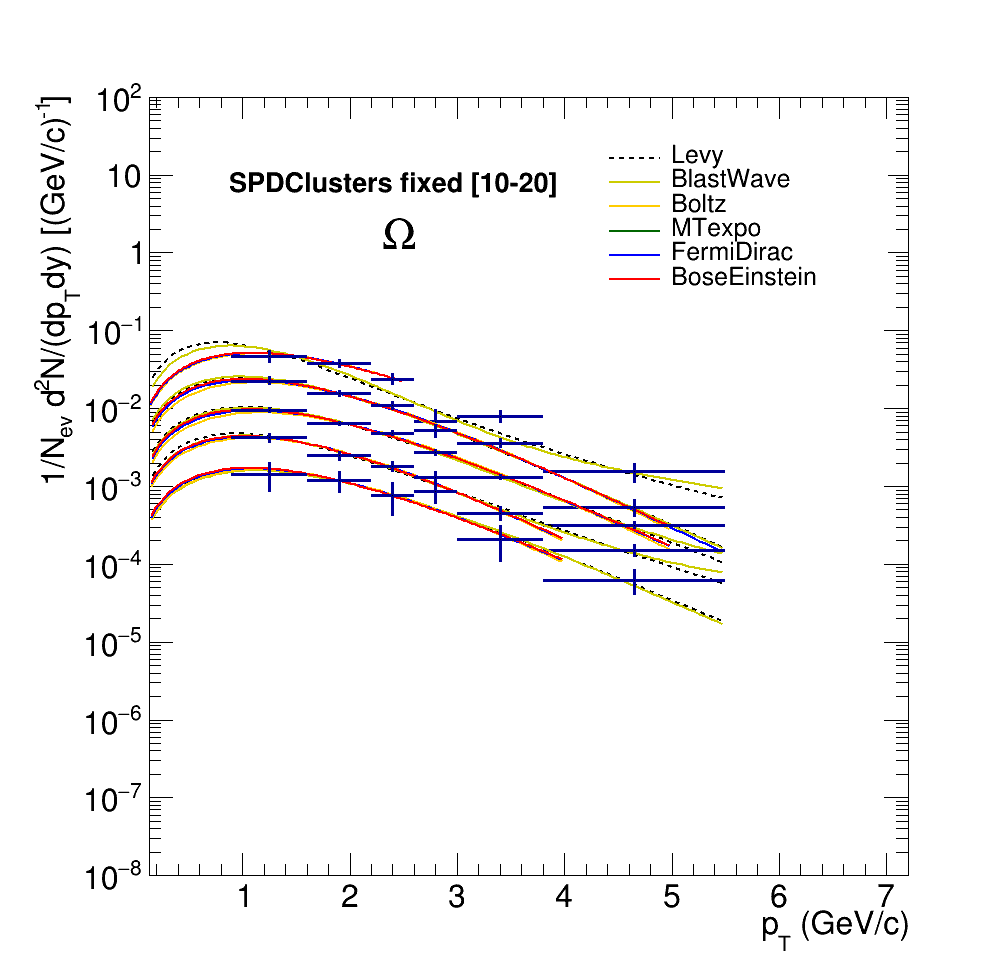 1/N_ev d²N/(dp_T dy) [(GeV/c)⁻¹]
10²
10
1
10⁻¹
10⁻²
10⁻³
10⁻⁴
10⁻⁵
10⁻⁶
10⁻⁷
10⁻⁸
SPDClusters fixed [10-20]
Ω
Levy
BlastWave
Boltz
MTexpo
FermiDirac
BoseEinstein
1 2 3 4 5 6 7
p_T (GeV/c)